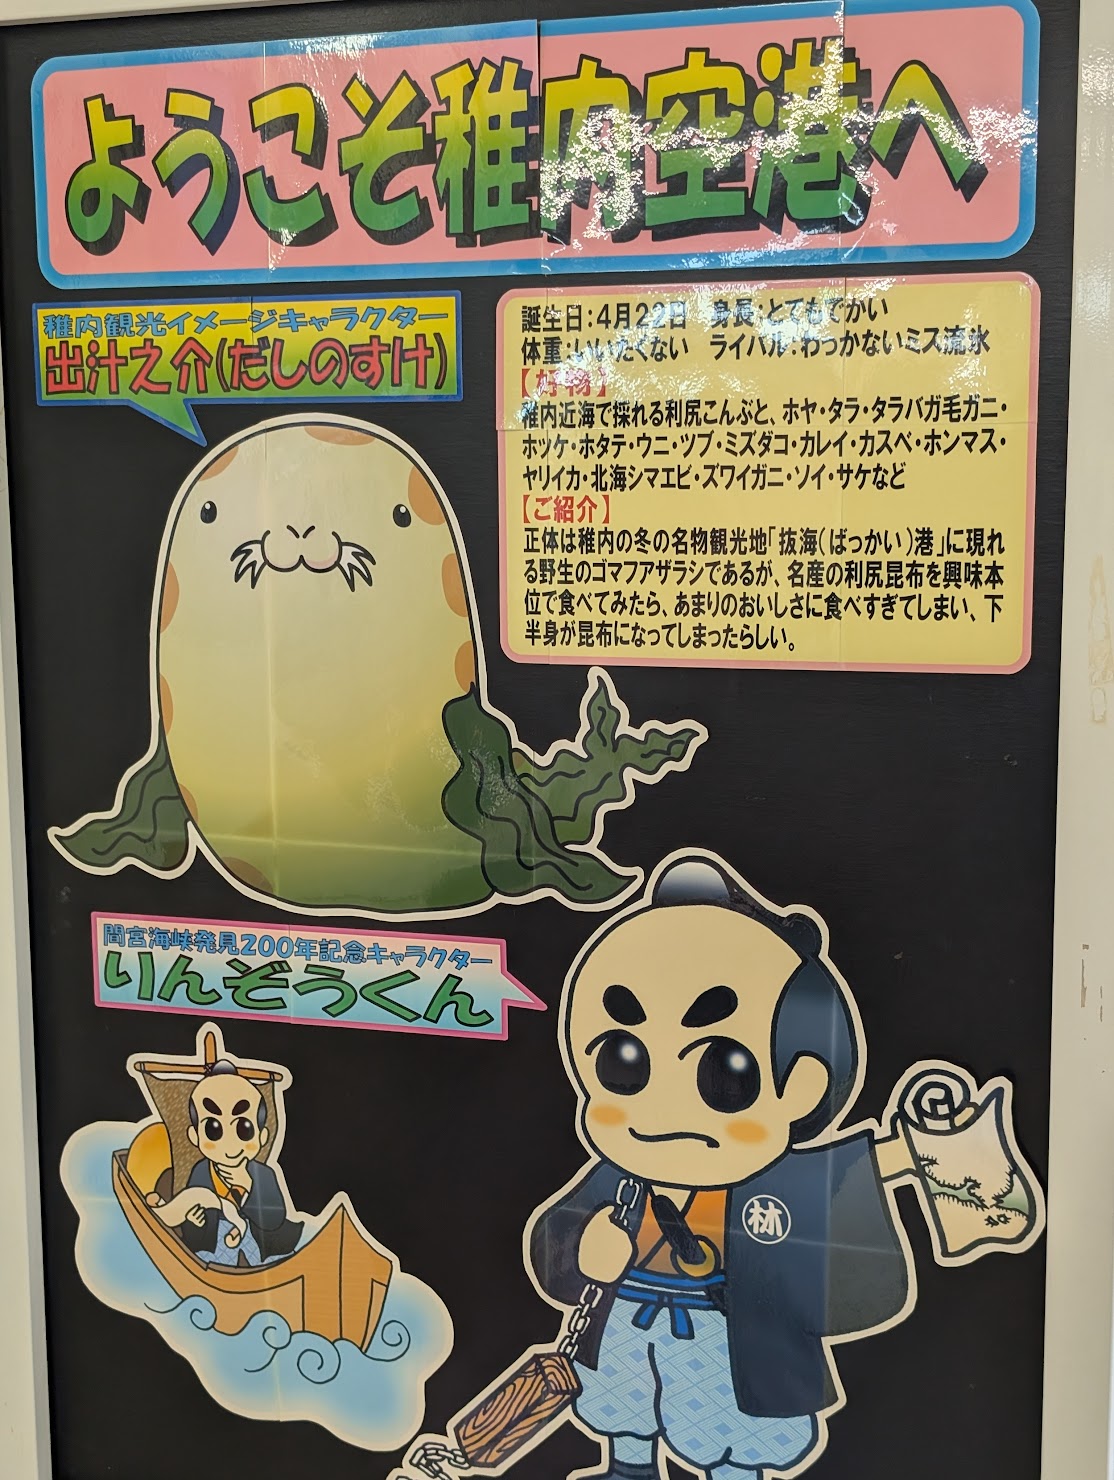 ようこそ稚内空港へ
稚内観光イメージキャラクター
出汁之介(だしのすけ)
誕生日:4月22日 身長:とてもでかい
体重:いいたくない ライバル:わっかないミス流氷
【好物】
稚内近海で採れる利尻こんぶと、ホヤ・タラ・タラバガ毛ガニ・
ホッケ・ホタテ・ウニ・ツブ・ミズダコ・カレイ・カスベ・ホンマス・
ヤリイカ・北海シマエビ・ズワイガニ・ソイ・サケなど
【ご紹介】
正体は稚内の冬の名物観光地「抜海(ばっかい)港」に現れ
る野生のゴマフアザラシであるが、名産の利尻昆布を興味本
位で食べてみたら、あまりのおいしさに食べすぎてしまい、下
半身が昆布になってしまったらしい。
間宮海峡発見200年記念キャラクター
りんぞうくん
林